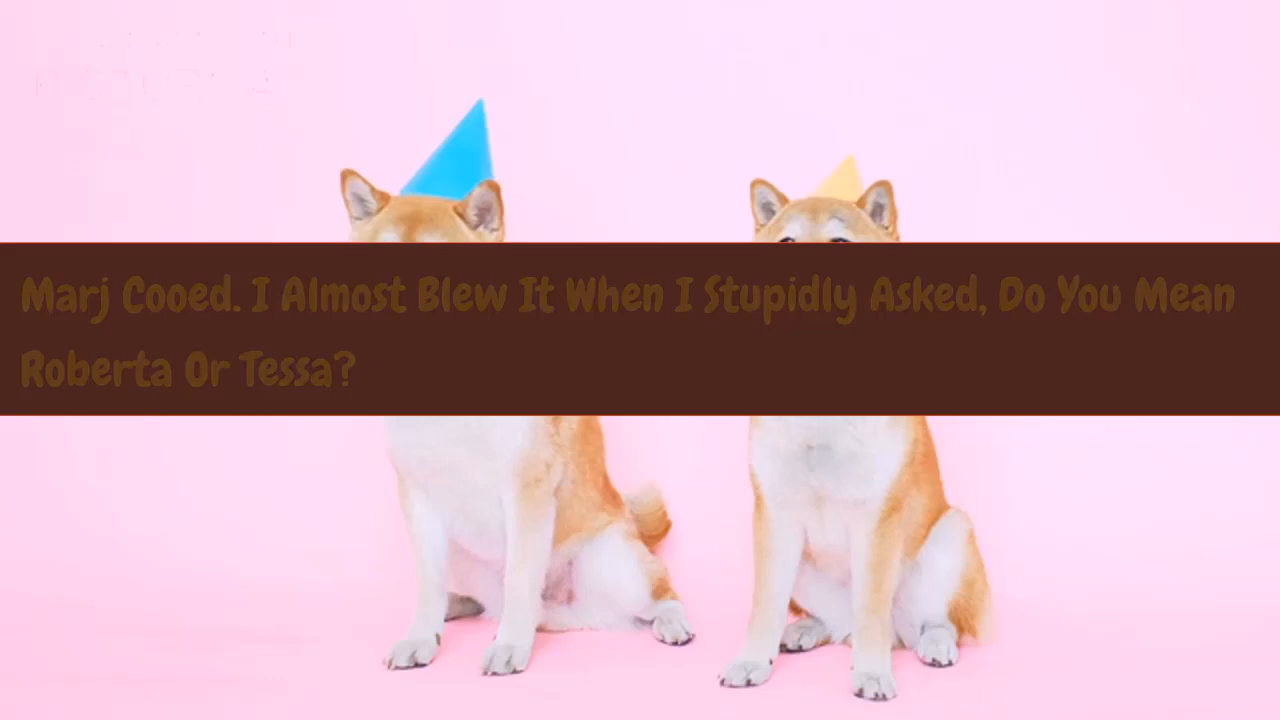 Marj Cooed. I Almost Blew It When I Stupidly Asked, Do You Mean
Roberta Or Tessa?